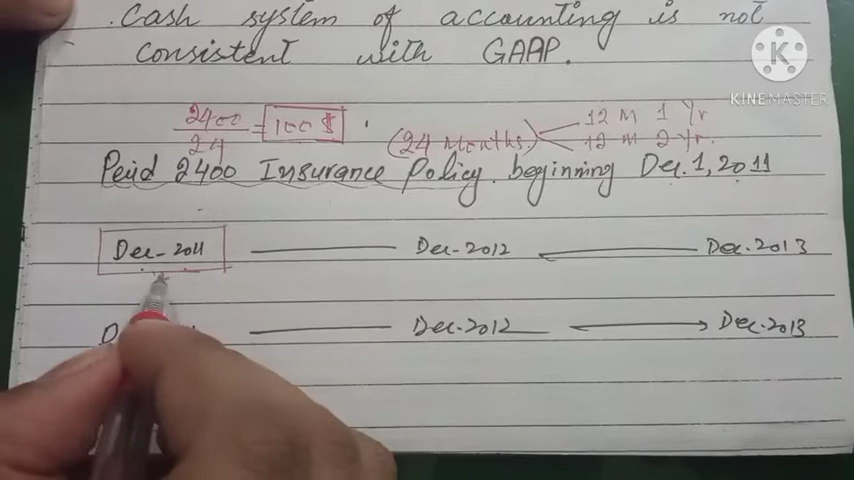 Cash system of accounting is not
consistent with GAAP.
K
KINEMASTER
2400 / 24 = 100 $
(24 Months.) 12 M 1 Yr
12 M 2 Yr.
Peid 2400 Insurance Policy. beginning Dec. 1, 2011
Dec-2011 Dec-2012 Dec.2013
D Dec.2012 Dec.2013